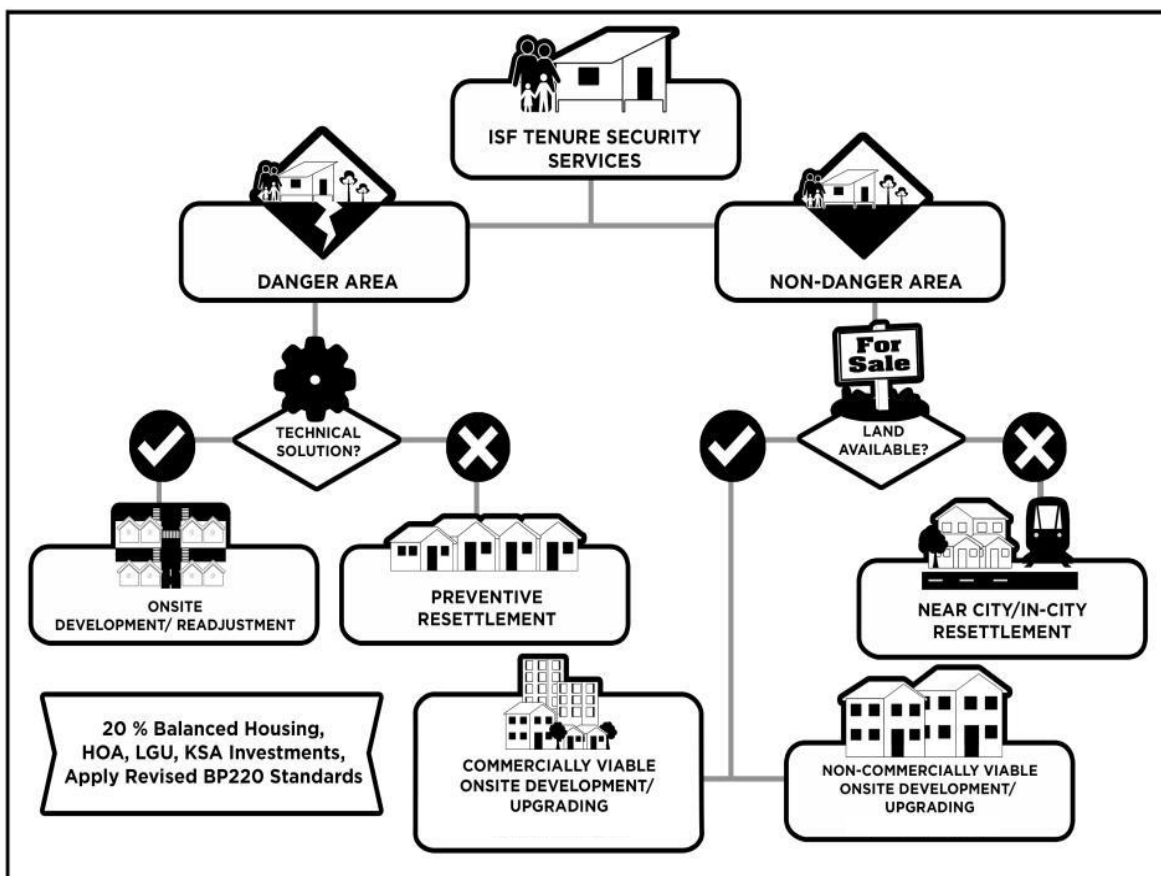 ISF TENURE SECURITY
SERVICES
DANGER AREA
NON-DANGER AREA
For
Sale
TECHNICAL
SOLUTION?
LAND
AVAILABLE?
ONSITE
DEVELOPMENT/ READJUSTMENT
PREVENTIVE
RESETTLEMENT
NEAR CITY/IN-CITY
RESETTLEMENT
20 % Balanced Housing,
HOA, LGU, KSA Investments,
Apply Revised BP220 Standards
COMMERCIALLY VIABLE
ONSITE DEVELOPMENT/
UPGRADING
NON-COMMERCIALLY VIABLE
ONSITE DEVELOPMENT/
UPGRADING